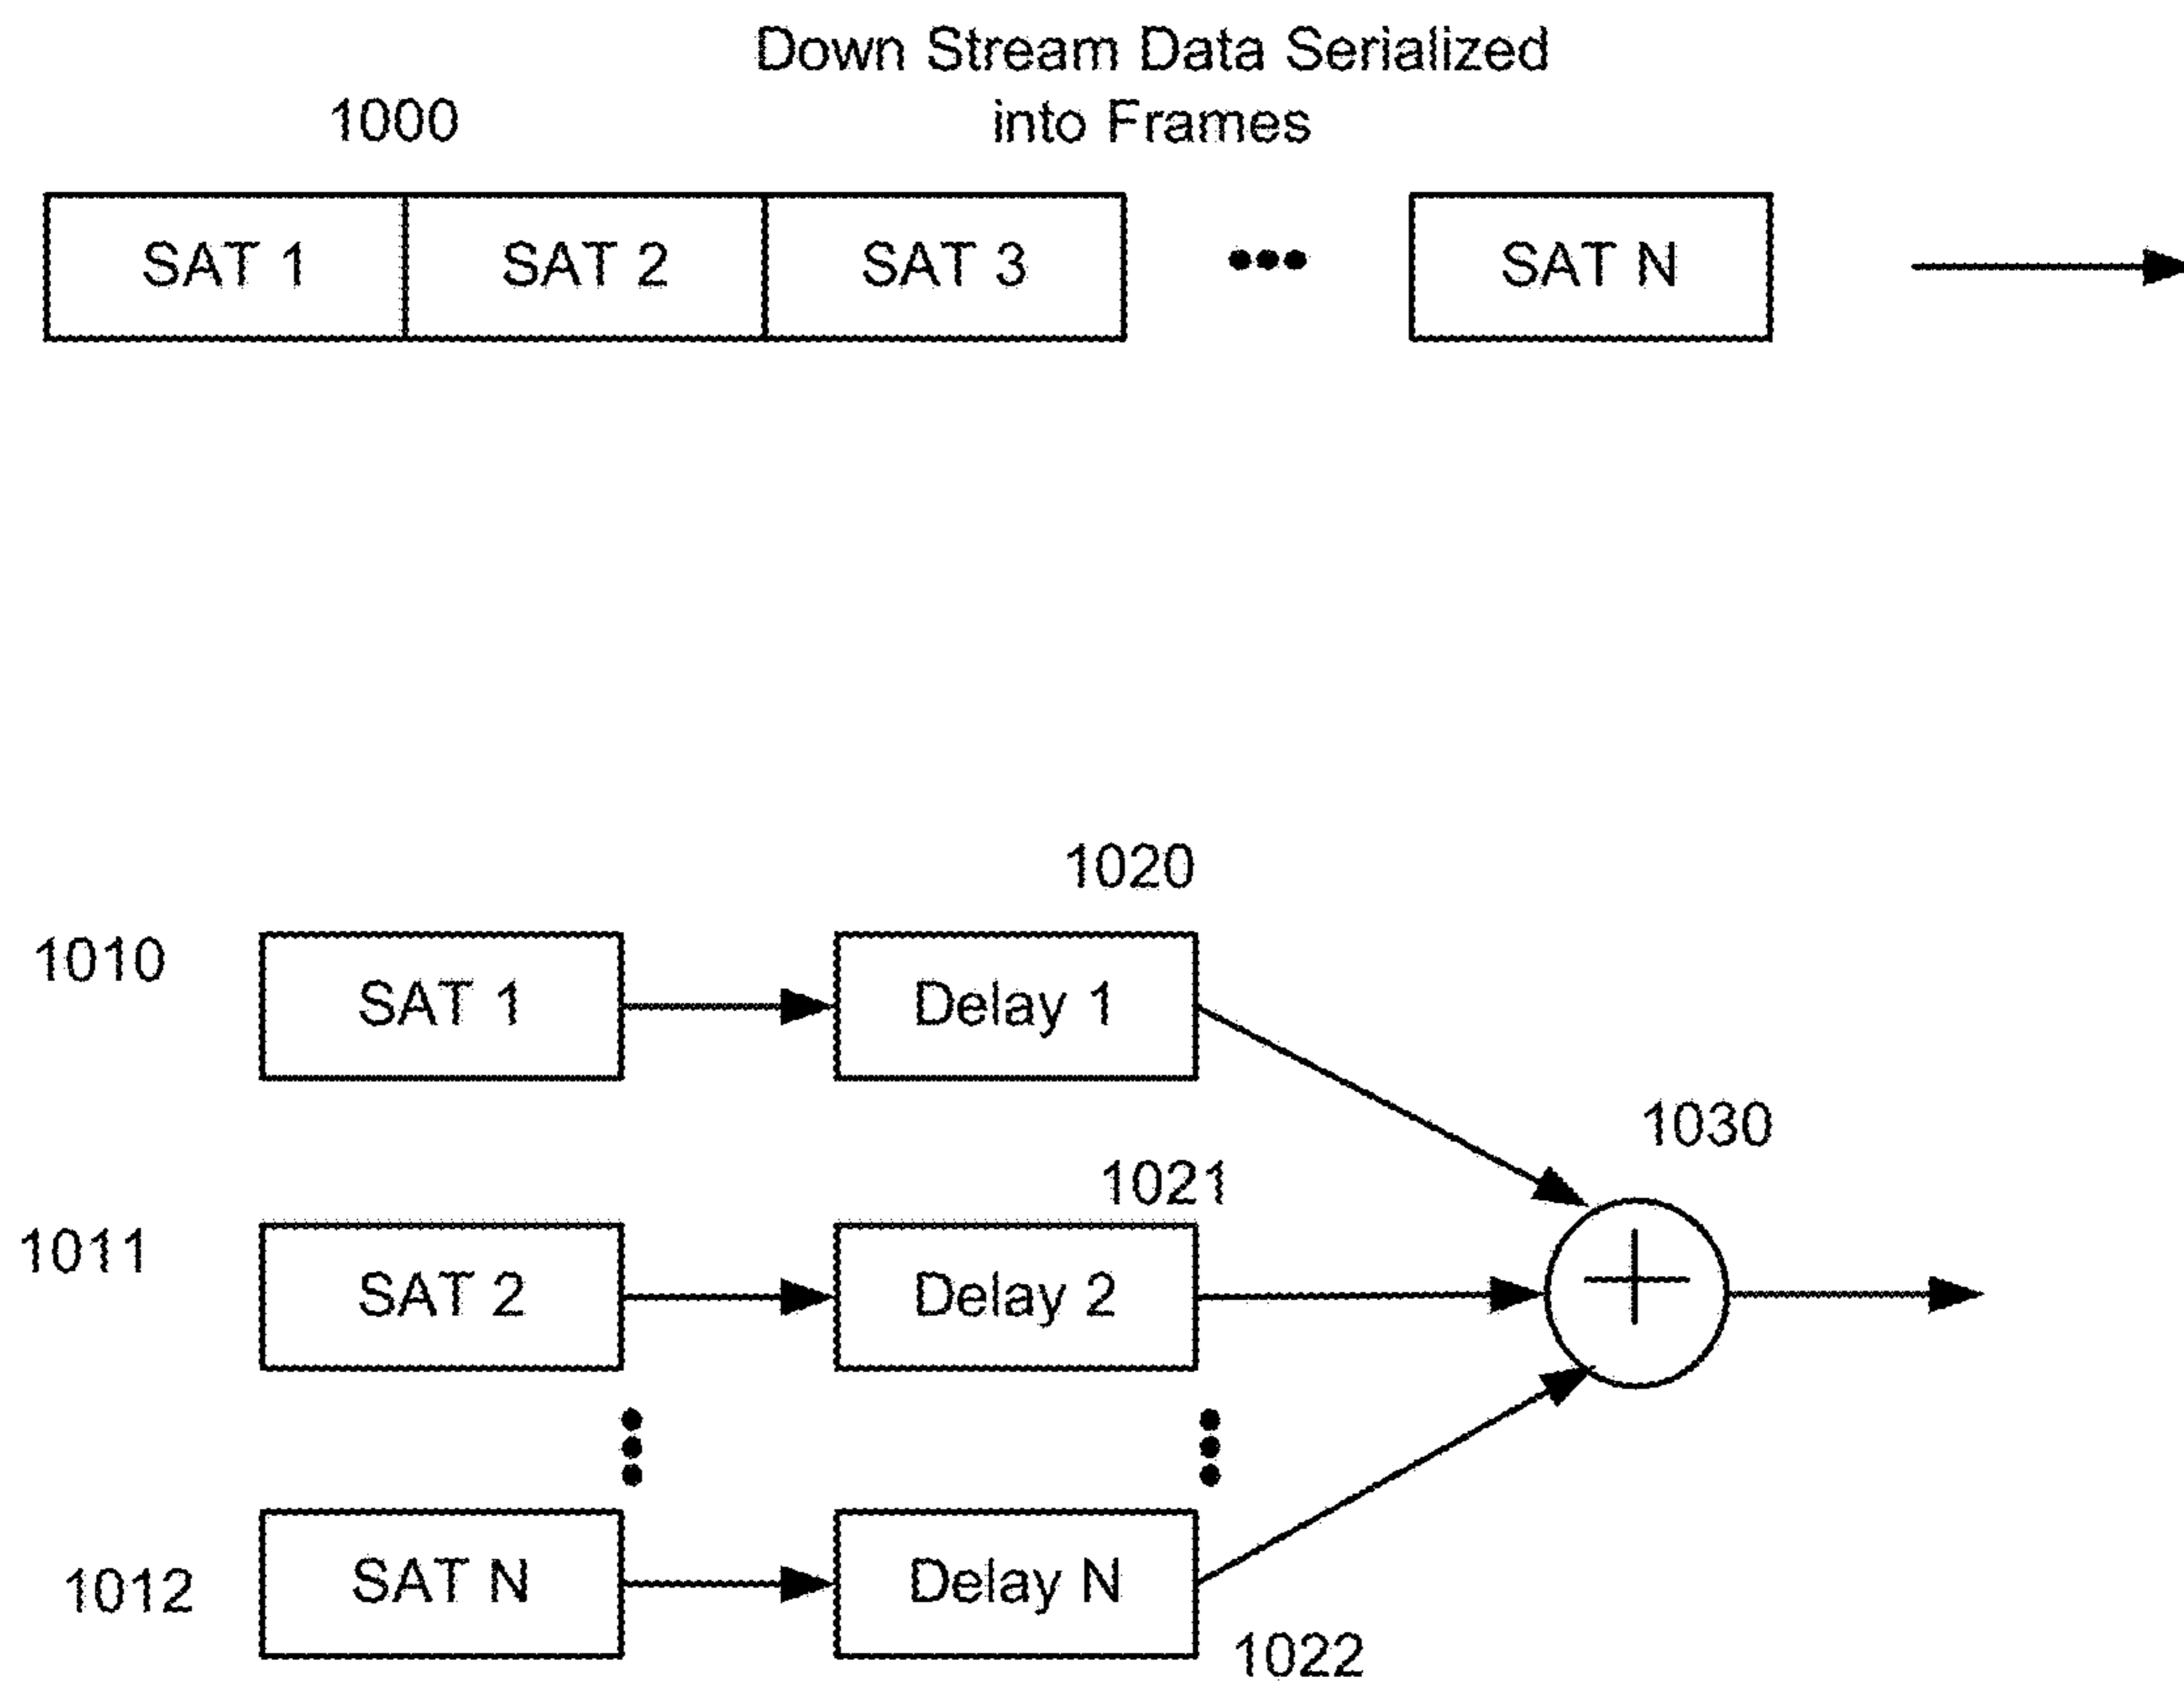 Down Stream Data Serialized
into Frames
1000
SAT 1
SAT 2
SAT 3
SAT N
1020
1010
SAT 1
Delay 1
1030
1021
1011
SAT 2
Delay 2
1012
SAT N
Delay N
1022